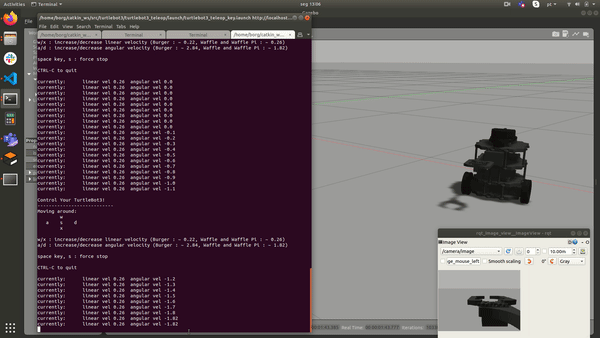 Activities
Terminal
seg 13:06
pt
/home/borg/catkin_ws/src/turtlebot3/turtlebot3_teleop/launch/turtlebot3_teleop_key.launch http://localhost...
File Edit View Search Terminal Tabs Help
/home/borg/catkin_w...
Terminal
Terminal
/home/borg/catkin_w...
w/x : increase/decrease linear velocity (Burger : ~ 0.22, Waffle and Waffle Pi : ~ 0.26)
a/d : increase/decrease angular velocity (Burger : ~ 2.84, Waffle and Waffle Pi : ~ 1.82)
space key, s : force stop
CTRL-C to quit
currently: linear vel 0.26 angular vel 0.0
currently: linear vel 0.26 angular vel 0.0
currently: linear vel 0.26 angular vel 0.0
currently: linear vel 0.26 angular vel 0.0
currently: linear vel 0.26 angular vel 0.0
currently: linear vel 0.26 angular vel 0.0
currently: linear vel 0.26 angular vel 0.0
currently: linear vel 0.26 angular vel 0.0
currently: linear vel 0.26 angular vel 0.0
currently: linear vel 0.26 angular vel -0.1
currently: linear vel 0.26 angular vel -0.2
currently: linear vel 0.26 angular vel -0.3
currently: linear vel 0.26 angular vel -0.4
currently: linear vel 0.26 angular vel -0.5
currently: linear vel 0.26 angular vel -0.6
currently: linear vel 0.26 angular vel -0.7
currently: linear vel 0.26 angular vel -0.8
currently: linear vel 0.26 angular vel -0.9
currently: linear vel 0.26 angular vel -1.0
currently: linear vel 0.26 angular vel -1.1
Control Your TurtleBot3!
---------------------------
Moving around:
w
a s d
x
w/x : increase/decrease linear velocity (Burger : ~ 0.22, Waffle and Waffle Pi : ~ 0.26)
a/d : increase/decrease angular velocity (Burger : ~ 2.84, Waffle and Waffle Pi : ~ 1.82)
space key, s : force stop
CTRL-C to quit
currently: linear vel 0.26 angular vel -1.2
currently: linear vel 0.26 angular vel -1.3
currently: linear vel 0.26 angular vel -1.4
currently: linear vel 0.26 angular vel -1.5
currently: linear vel 0.26 angular vel -1.6
currently: linear vel 0.26 angular vel -1.7
currently: linear vel 0.26 angular vel -1.8
currently: linear vel 0.26 angular vel -1.82
currently: linear vel 0.26 angular vel -1.82
Real Time:
Iterations:
rqt_image_view__ImageView - rqt
Image View
/camera/image
0
10.00m
ge_mouse_left
Smooth scaling
0°
Gray